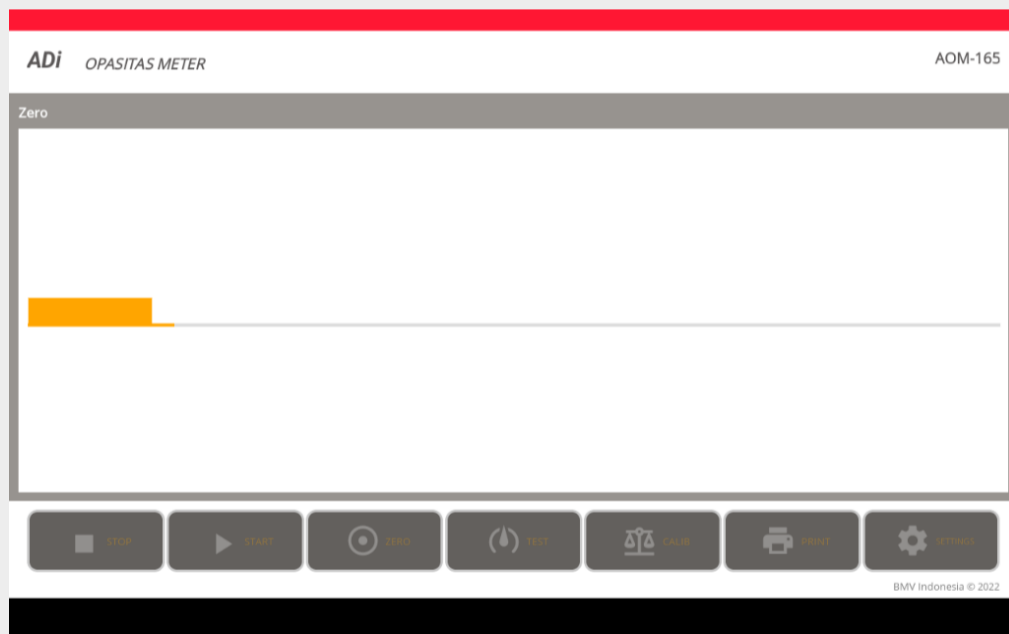 ADi OPASITAS METER AOM-165
Zero
STOP START ZERO TEST CALIB PRINT SETTINGS
BMV Indonesia © 2022